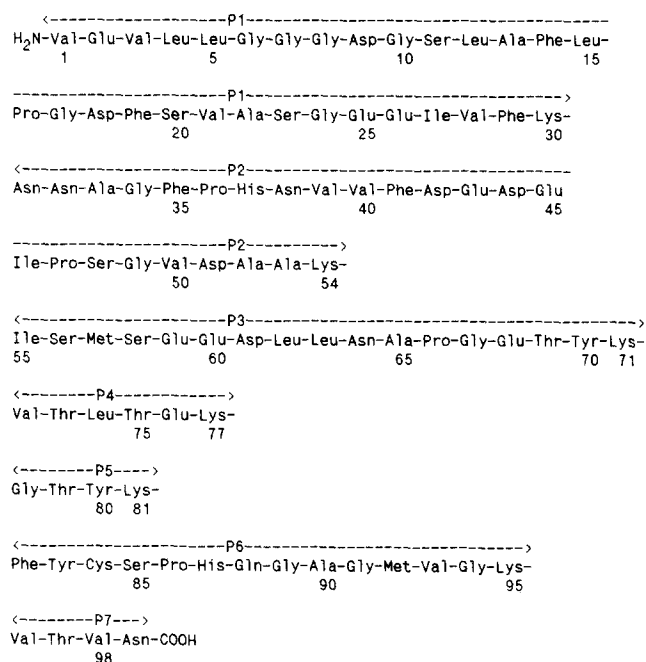 <-----------------------P1-----------------------------
H2N-Val-Glu-Val-Leu-Leu-Gly-Gly-Gly-Asp-Gly-Ser-Leu-Ala-Phe-Leu-
1 5 10 15
-----------------------P1------------------------------>
Pro-Gly-Asp-Phe-Ser-Val-Ala-Ser-Gly-Glu-Glu-Ile-Val-Phe-Lys-
20 25 30
<----------------------P2-------------------------------
Asn-Asn-Ala-Gly-Phe-Pro-His-Asn-Val-Val-Phe-Asp-Glu-Asp-Glu
35 40 45
-----------------------P2---------->
Ile-Pro-Ser-Gly-Val-Asp-Ala-Ala-Lys-
50 54
<----------------------P3-------------------------------------->
Ile-Ser-Met-Ser-Glu-Glu-Asp-Leu-Leu-Asn-Ala-Pro-Gly-Glu-Thr-Tyr-Lys-
55 60 65 70 71
<--------P4----------->
Val-Thr-Leu-Thr-Glu-Lys-
75 77
<--------P5---->
Gly-Thr-Tyr-Lys-
80 81
<----------------------P6---------------------------->
Phe-Tyr-Cys-Ser-Pro-His-Gln-Gly-Ala-Gly-Met-Val-Gly-Lys-
85 90 95
<--------P7--->
Val-Thr-Val-Asn-COOH
98